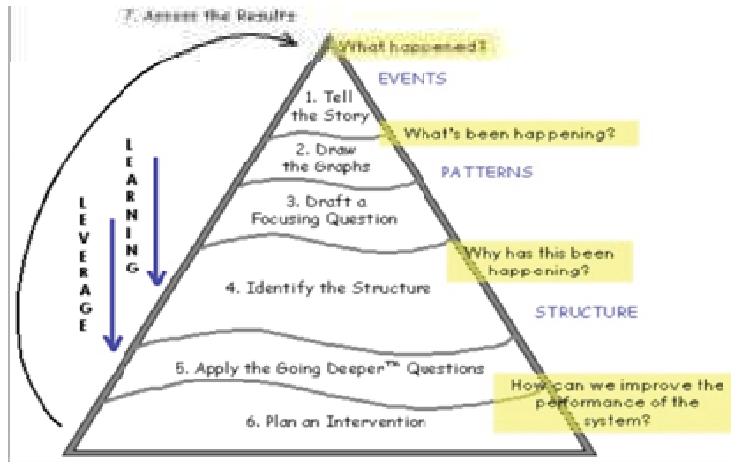 7. Assess the Results
What happened?
EVENTS
1. Tell
the Story
What's been happening?
2. Draw
the Graphs
PATTERNS
3. Draft a
Focusing Question
LEARNING
LEVERAGE
Why has this been
happening?
4. Identify the Structure
STRUCTURE
5. Apply the Going Deeper™ Questions
How can we improve the
performance of the
system?
6. Plan an Intervention